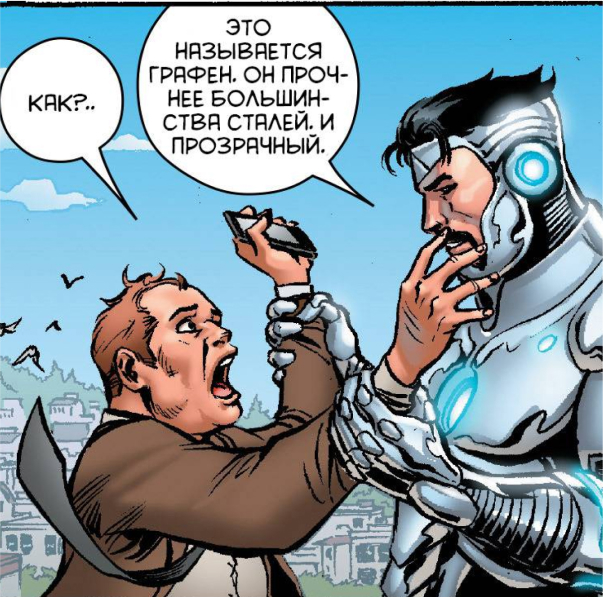 КАК?..
ЭТО
НАЗЫВАЕТСЯ
ГРАФЕН. ОН ПРОЧ-
НЕЕ БОЛЬШИН-
СТВА СТАЛЕЙ. И
ПРОЗРАЧНЫЙ.